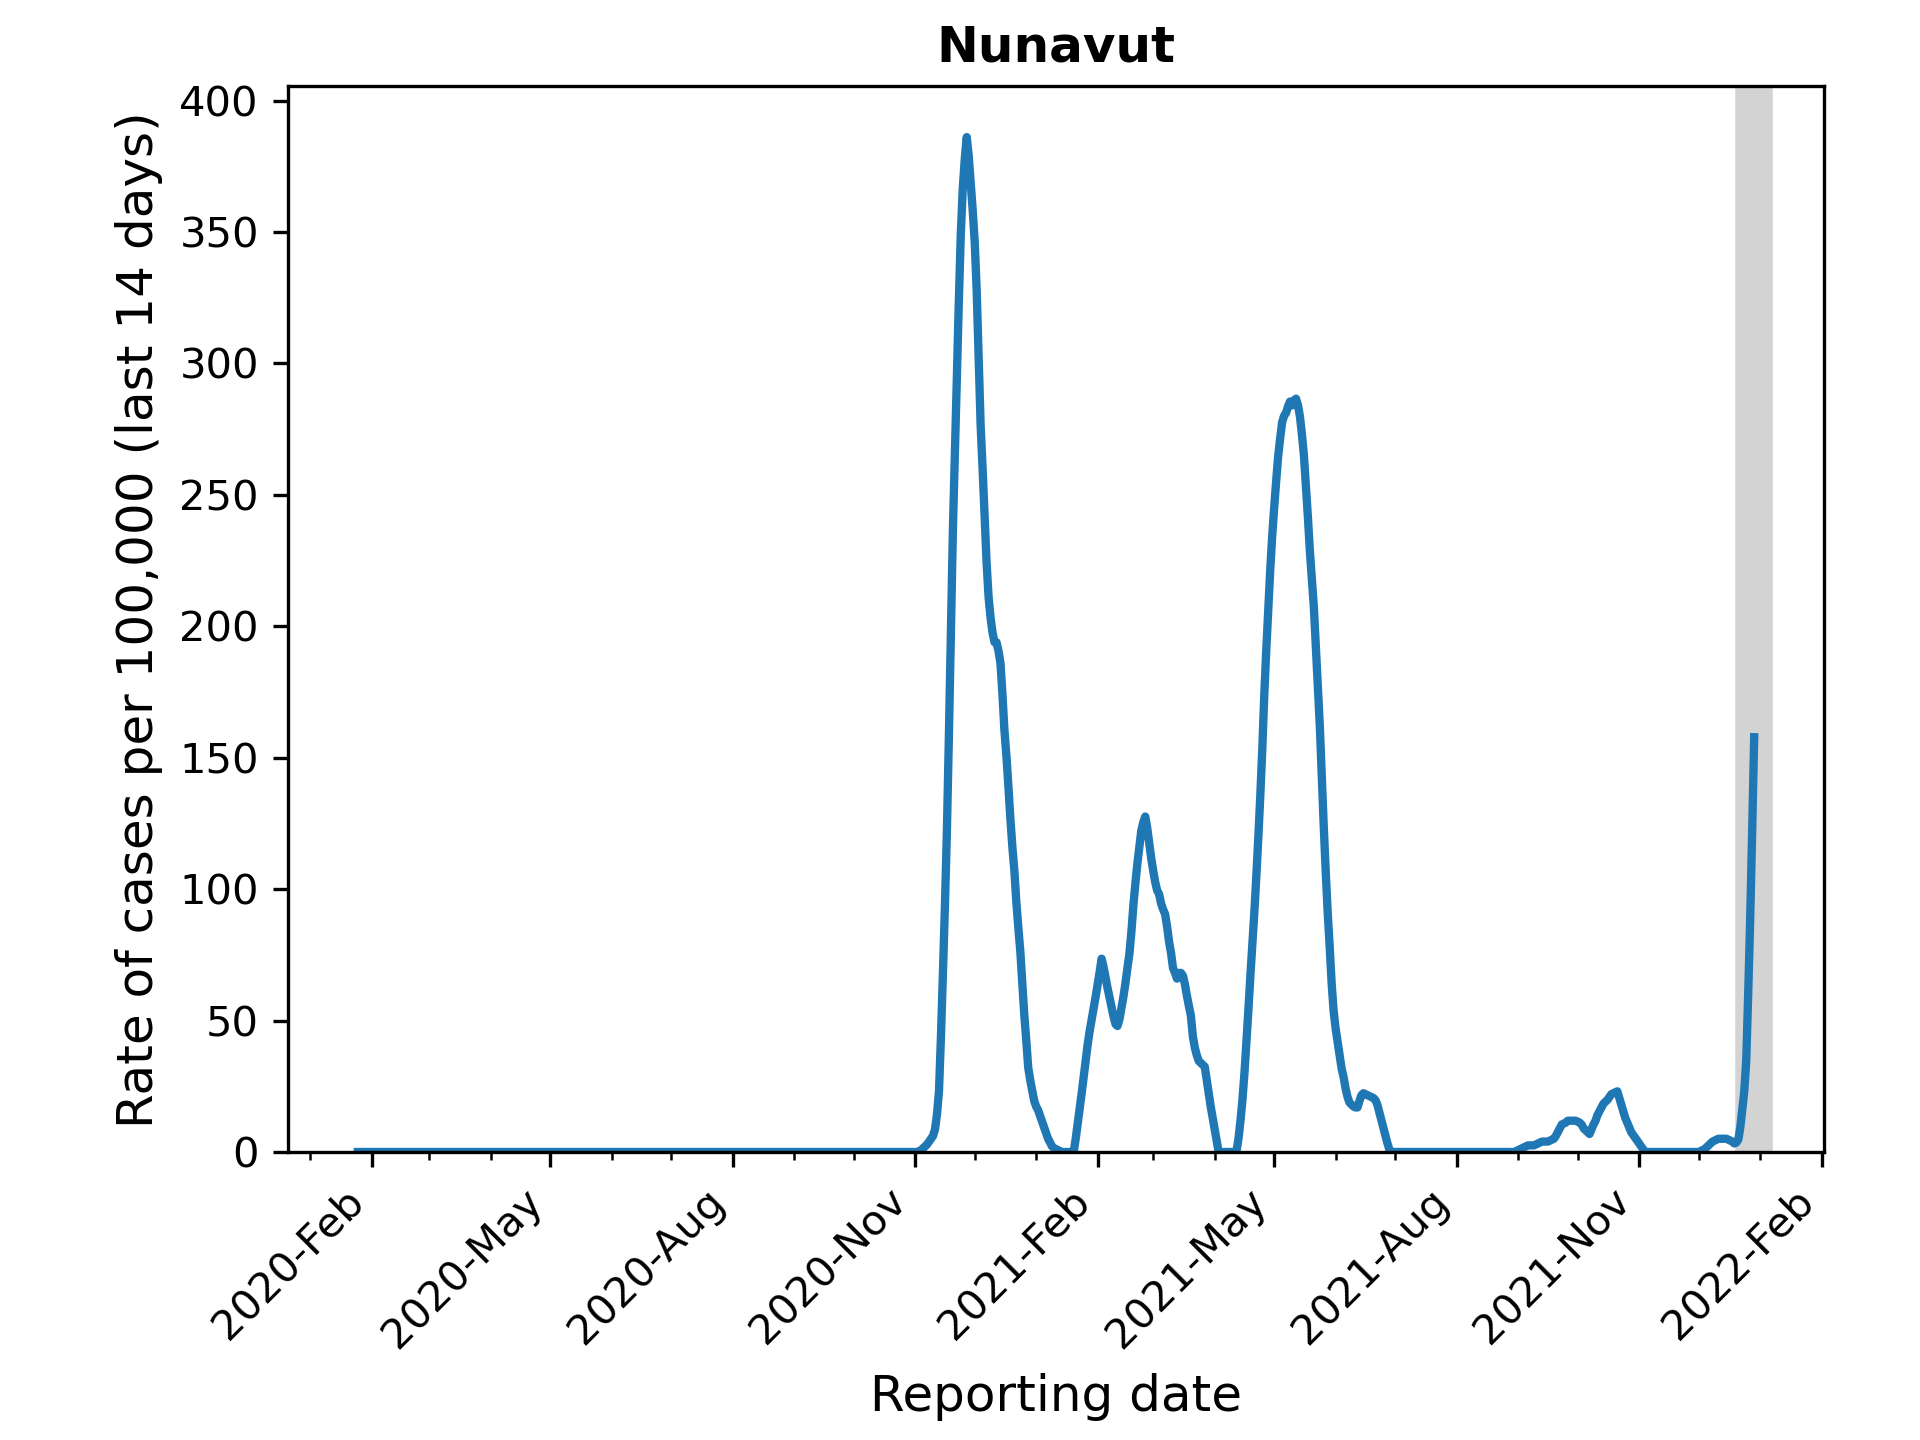 Nunavut
Rate of cases per 100,000 (last 14 days)
400
350
300
250
200
150
100
50
0
2020-Feb
2020-May
2020-Aug
2020-Nov
2021-Feb
2021-May
2021-Aug
2021-Nov
2022-Feb
Reporting date